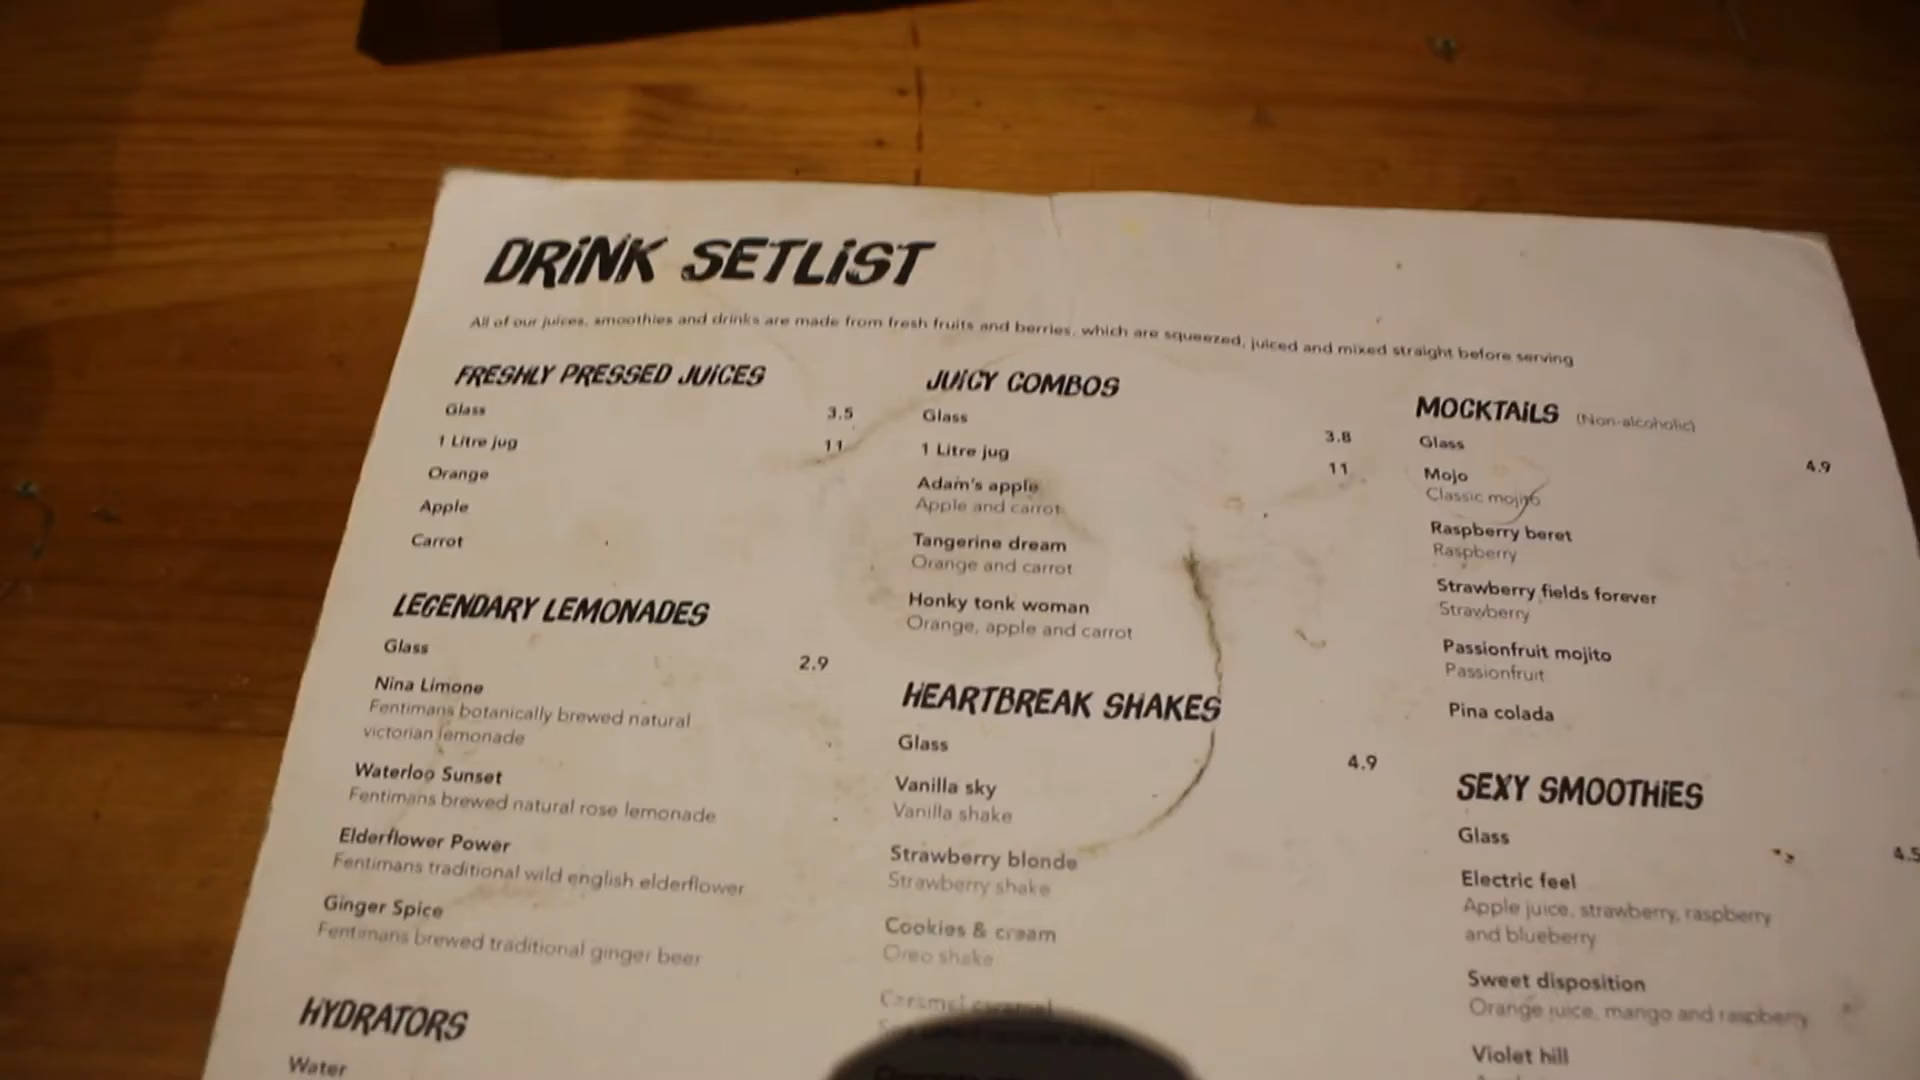 DRiNK SETLiST
All of our juices, smoothies and drinks are made from fresh fruits and berries, which are squeezed, juiced and mixed straight before serving
FRESHLY PRESSED JUiCES
Glass 3.5
1 Litre jug 11
Orange
Apple
Carrot
LEGENDARY LEMONADES
Glass 2.9
Nina Limone
Fentimans botanically brewed natural
victorian lemonade
Waterloo Sunset
Fentimans brewed natural rose lemonade
Elderflower Power
Fentimans traditional wild english elderflower
Ginger Spice
Fentimans brewed traditional ginger beer
HYDRATORS
Water
JUiCY COMBOS
Glass 3.8
1 Litre jug 11
Adam's apple
Apple and carrot
Tangerine dream
Orange and carrot
Honky tonk woman
Orange, apple and carrot
HEARTBREAK SHAKES
Glass 4.9
Vanilla sky
Vanilla shake
Strawberry blonde
Strawberry shake
Cookies & cream
Oreo shake
Caramel caramel
MOCKTAiLS (Non-alcoholic)
Glass 4.9
Mojo
Classic mojito
Raspberry beret
Raspberry
Strawberry fields forever
Strawberry
Passionfruit mojito
Passionfruit
Pina colada
SEXY SMOOTHiES
Glass 4.5
Electric feel
Apple juice, strawberry, raspberry
and blueberry
Sweet disposition
Orange juice, mango and raspberry
Violet hill